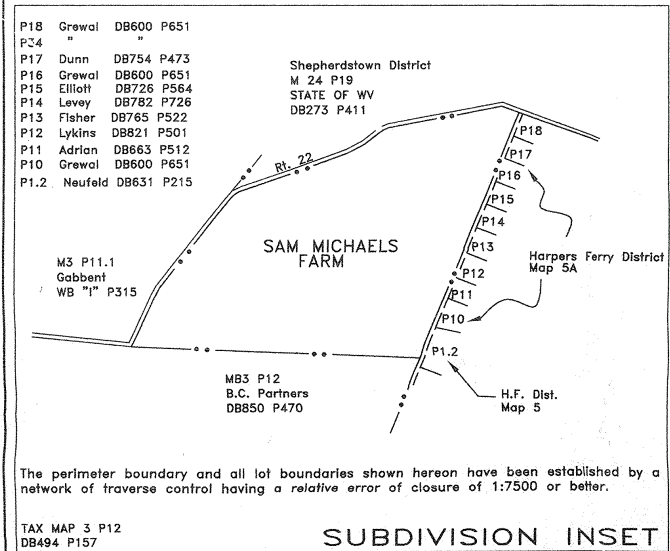 P18 Grewal DB600 P651
P34 " "
P17 Dunn DB754 P473
P16 Grewal DB600 P651
P15 Elliott DB726 P564
P14 Levey DB782 P726
P13 Fisher DB765 P522
P12 Lykins DB821 P501
P11 Adrian DB663 P512
P10 Grewal DB600 P651
P1.2 Neufeld DB631 P215
Shepherdstown District
M 24 P19
STATE OF WV
DB273 P411
Rt. 22
P18
P17
P16
P15
P14
P13
P12
P11
P10
P1.2
SAM MICHAELS
FARM
Harpers Ferry District
Map 5A
M3 P11.1
Gabbent
WB "I" P315
MB3 P12
B.C. Partners
DB850 P470
H.F. Dist.
Map 5
The perimeter boundary and all lot boundaries shown hereon have been established by a
network of traverse control having a relative error of closure of 1:7500 or better.
TAX MAP 3 P12
DB494 P157
SUBDIVISION INSET